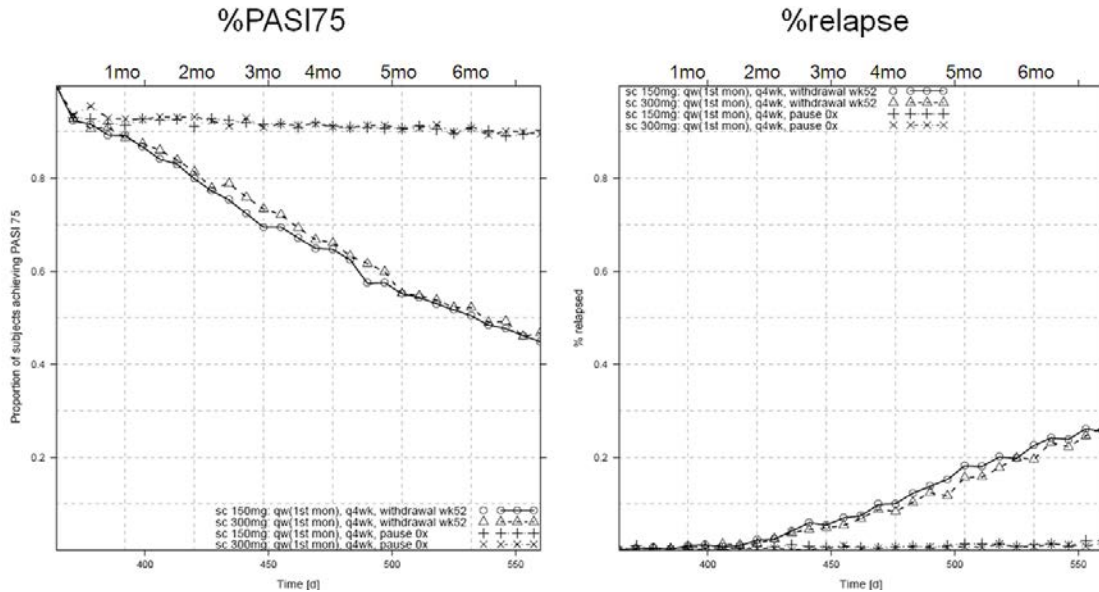 %PASI75
1mo 2mo 3mo 4mo 5mo 6mo
0.8
0.6
0.4
0.2
Proportion of subjects achieving PASI 75
sc 150mg: qw(1st mon), q4wk, withdrawal wk52
sc 300mg: qw(1st mon), q4wk, withdrawal wk52
sc 150mg: qw(1st mon), q4wk, pause 0x
sc 300mg: qw(1st mon), q4wk, pause 0x
400 450 500 550
Time [d]
%relapse
1mo 2mo 3mo 4mo 5mo 6mo
sc 150mg: qw(1st mon), q4wk, withdrawal wk52
sc 300mg: qw(1st mon), q4wk, withdrawal wk52
sc 150mg: qw(1st mon), q4wk, pause 0x
sc 300mg: qw(1st mon), q4wk, pause 0x
0.8
0.6
0.4
0.2
% relapsed
400 450 500 550
Time [d]